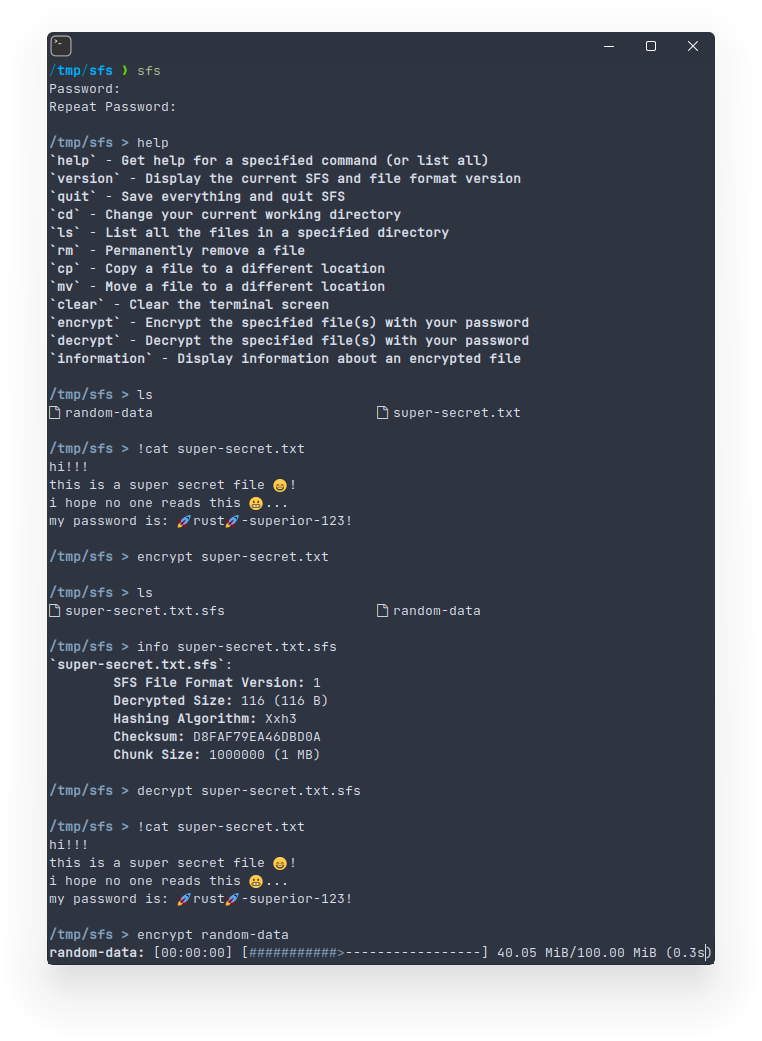 /tmp/sfs ❯ sfs
Password:
Repeat Password:
/tmp/sfs > help
`help` - Get help for a specified command (or list all)
`version` - Display the current SFS and file format version
`quit` - Save everything and quit SFS
`cd` - Change your current working directory
`ls` - List all the files in a specified directory
`rm` - Permanently remove a file
`cp` - Copy a file to a different location
`mv` - Move a file to a different location
`clear` - Clear the terminal screen
`encrypt` - Encrypt the specified file(s) with your password
`decrypt` - Decrypt the specified file(s) with your password
`information` - Display information about an encrypted file
/tmp/sfs > ls
random-data super-secret.txt
/tmp/sfs > !cat super-secret.txt
hi!!!
this is a super secret file 😄!
i hope no one reads this 😬...
my password is: 🚀rust🚀-superior-123!
/tmp/sfs > encrypt super-secret.txt
/tmp/sfs > ls
super-secret.txt.sfs random-data
/tmp/sfs > info super-secret.txt.sfs
`super-secret.txt.sfs`:
SFS File Format Version: 1
Decrypted Size: 116 (116 B)
Hashing Algorithm: Xxh3
Checksum: D8FAF79EA46DBD0A
Chunk Size: 1000000 (1 MB)
/tmp/sfs > decrypt super-secret.txt.sfs
/tmp/sfs > !cat super-secret.txt
hi!!!
this is a super secret file 😄!
i hope no one reads this 😬...
my password is: 🚀rust🚀-superior-123!
/tmp/sfs > encrypt random-data
random-data: [00:00:00] [###########>-----------------] 40.05 MiB/100.00 MiB (0.3s)